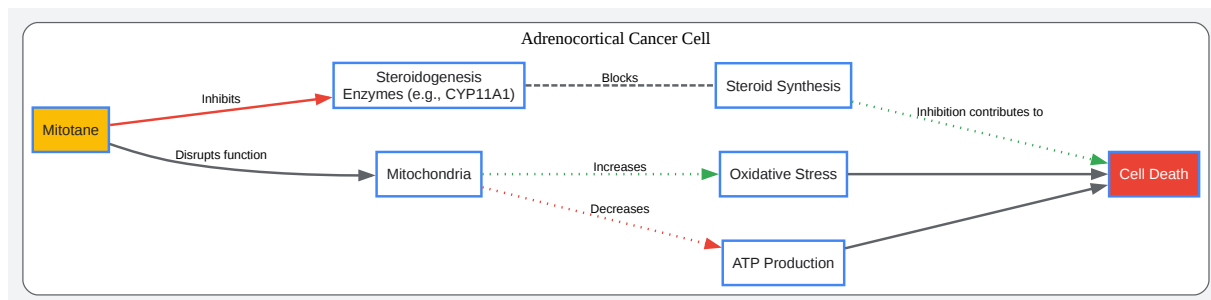 Adrenocortical Cancer Cell
Mitotane
Inhibits
Disrupts function
Steroidogenesis
Enzymes (e.g., CYP11A1)
Blocks
Steroid Synthesis
Inhibition contributes to
Mitochondria
Increases
Oxidative Stress
Decreases
ATP Production
Cell Death